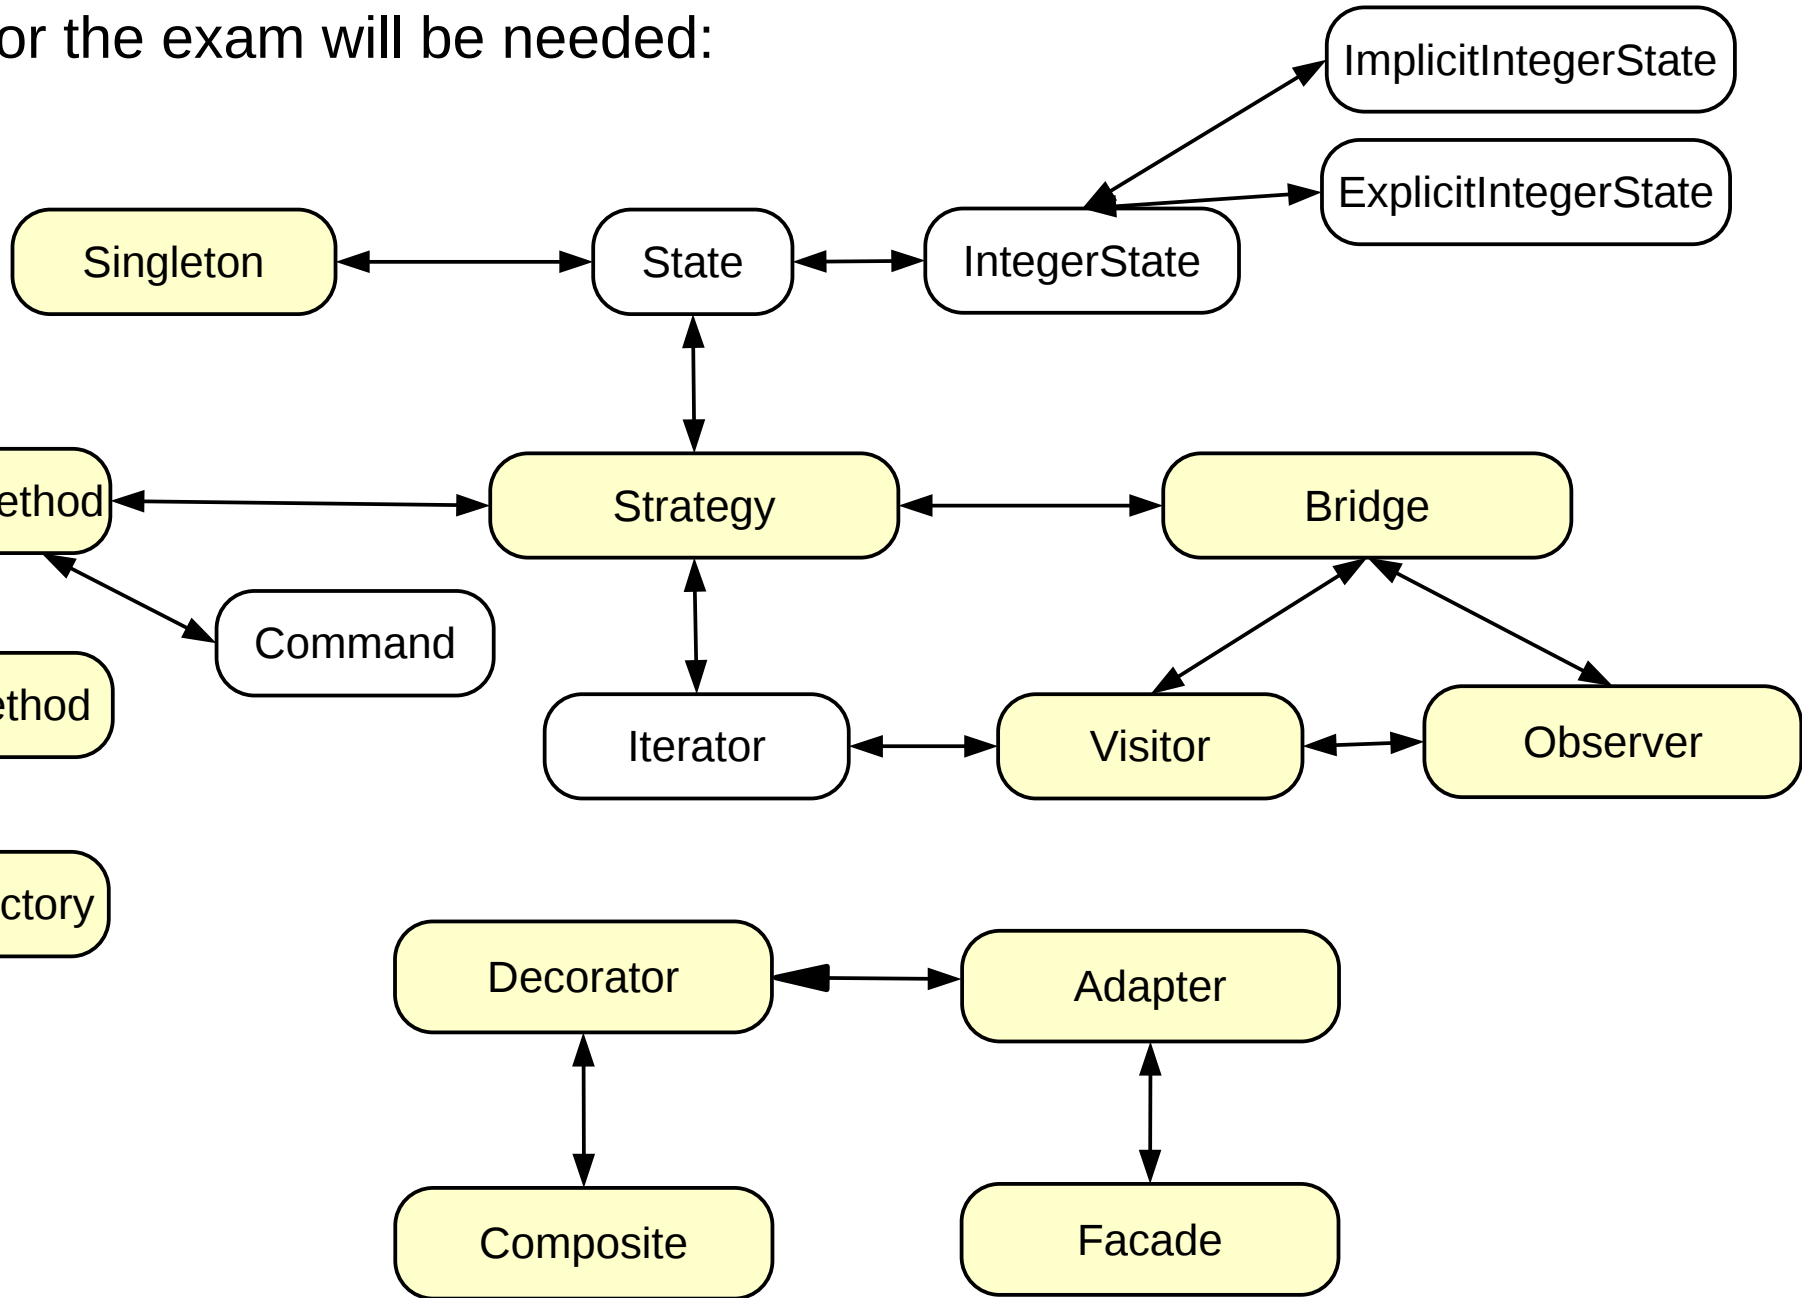 or the exam will be needed:
ImplicitIntegerState
ExplicitIntegerState
Singleton
State
IntegerState
ethod
Strategy
Bridge
Command
ethod
Iterator
Visitor
Observer
ctory
Decorator
Adapter
Composite
Facade